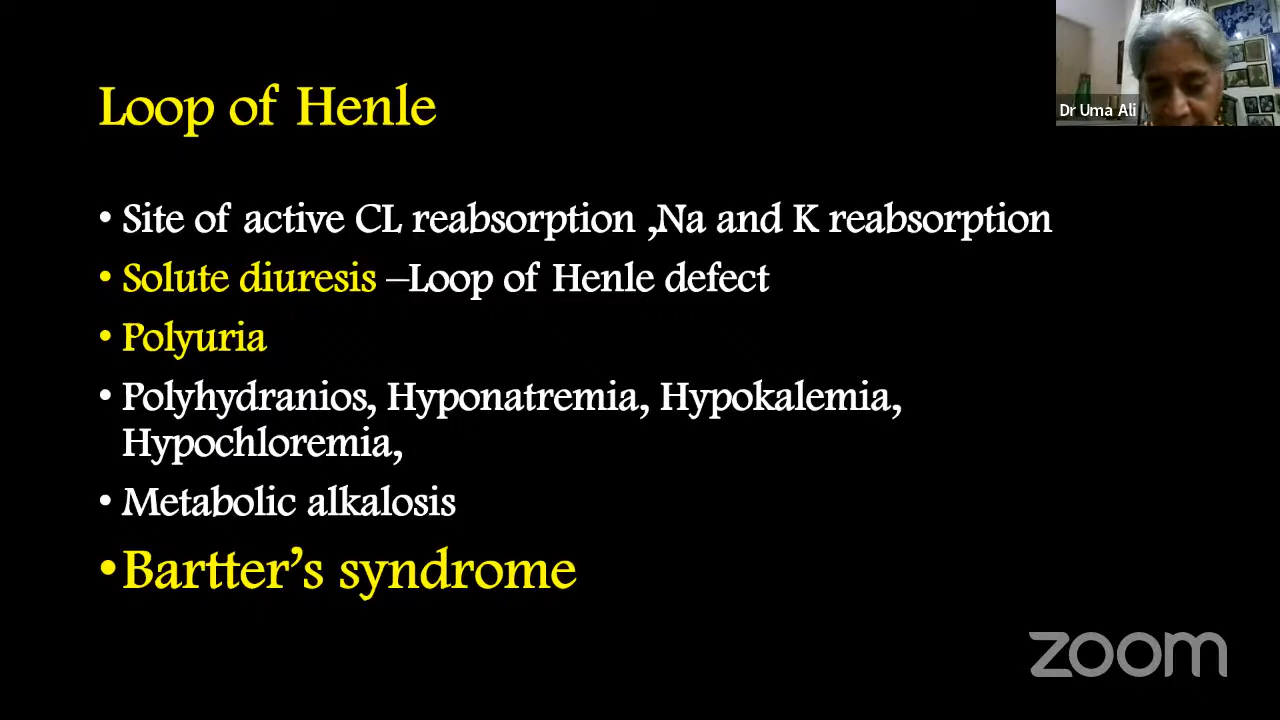 Loop of Henle
Dr Uma Ali
• Site of active CL reabsorption ,Na and K reabsorption
• Solute diuresis –Loop of Henle defect
• Polyuria
• Polyhydranios, Hyponatremia, Hypokalemia,
Hypochloremia,
• Metabolic alkalosis
• Bartter’s syndrome
zoom